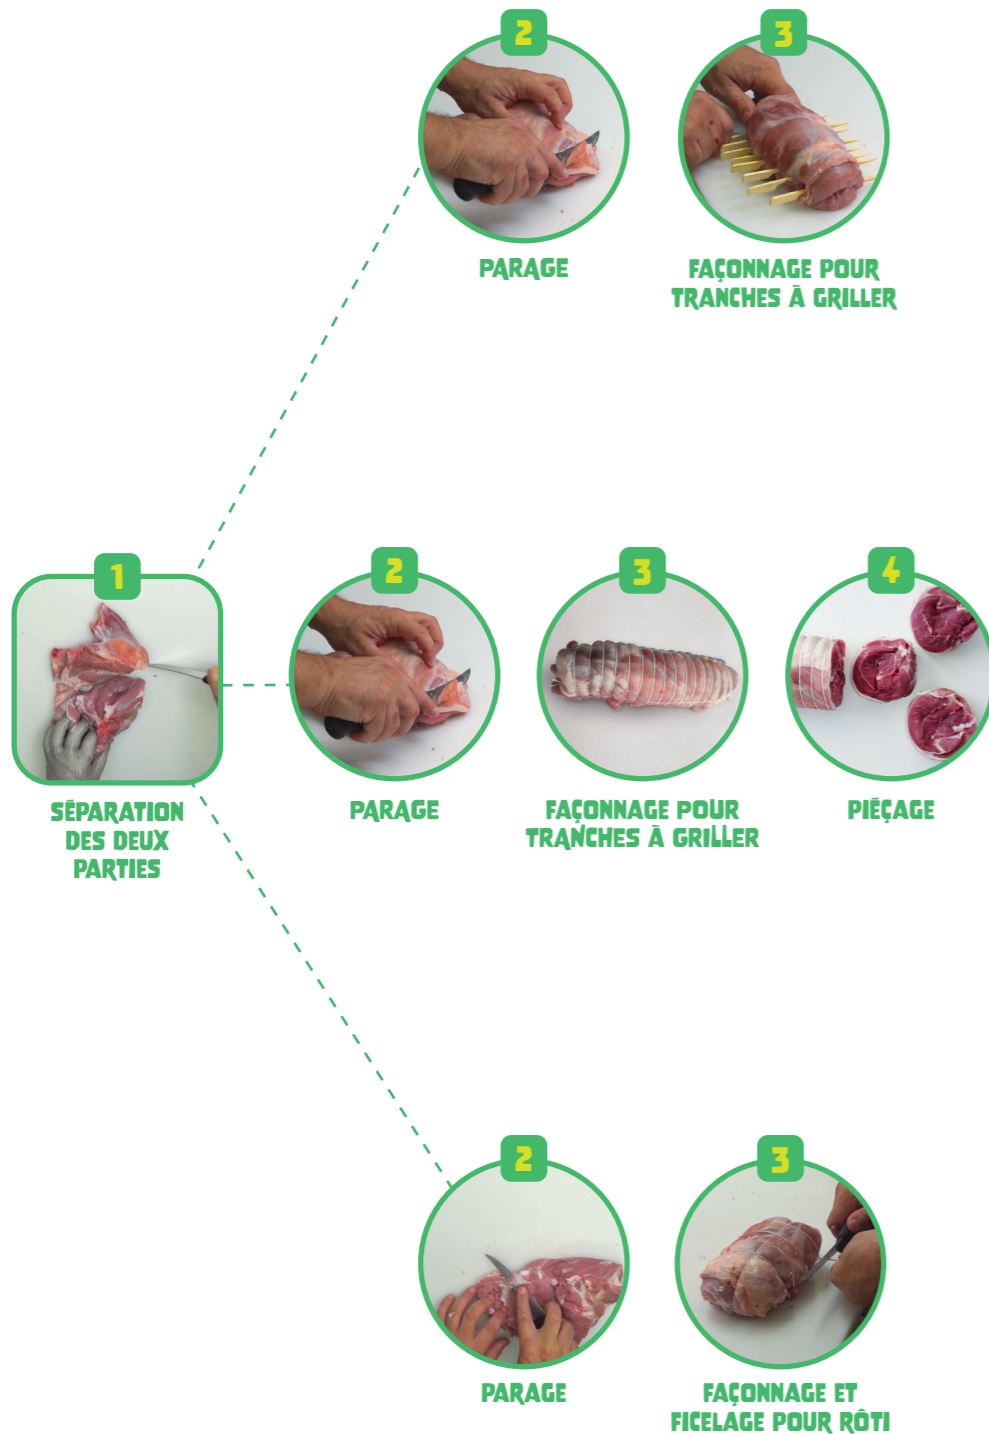 2
3
PARAGE
FAÇONNAGE POUR
TRANCHES À GRILLER
1
SÉPARATION
DES DEUX
PARTIES
2
PARAGE
3
FAÇONNAGE POUR
TRANCHES À GRILLER
4
PIÉÇAGE
2
PARAGE
3
FAÇONNAGE ET
FICELAGE POUR RÔTI